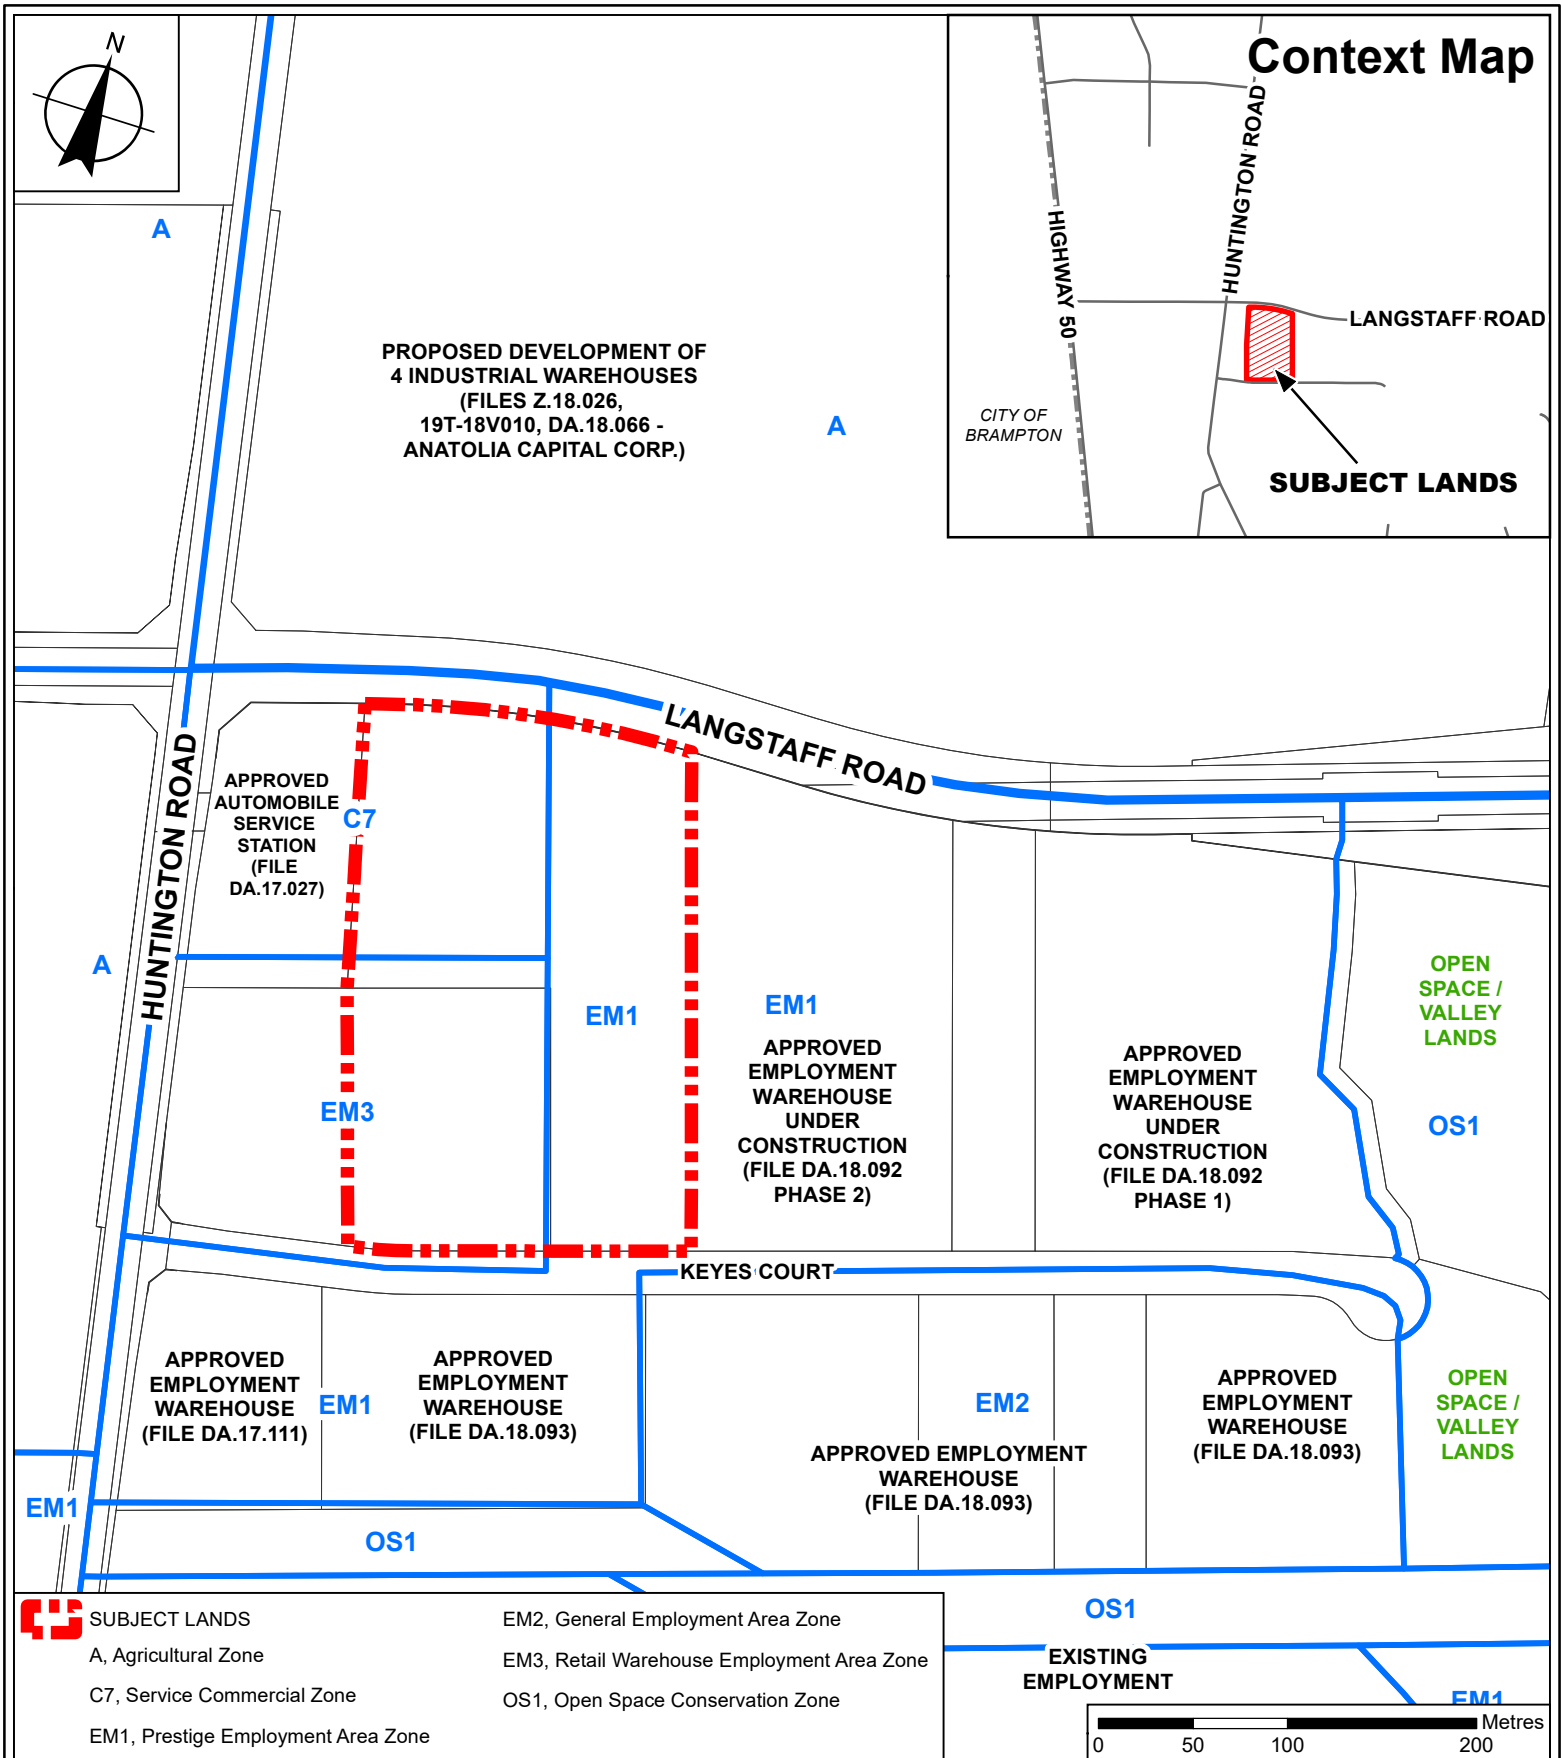 N
Context Map
HUNTINGTON ROAD
HIGHWAY 50
LANGSTAFF ROAD
CITY OF
BRAMPTON
SUBJECT LANDS
A
PROPOSED DEVELOPMENT OF
4 INDUSTRIAL WAREHOUSES
(FILES Z.18.026,
19T-18V010, DA.18.066 -
ANATOLIA CAPITAL CORP.)
A
LANGSTAFF ROAD
HUNTINGTON ROAD
APPROVED
AUTOMOBILE
SERVICE
STATION
(FILE
DA.17.027)
C7
A
EM1
EM1
APPROVED
EMPLOYMENT
WAREHOUSE
UNDER
CONSTRUCTION
(FILE DA.18.092
PHASE 2)
APPROVED
EMPLOYMENT
WAREHOUSE
UNDER
CONSTRUCTION
(FILE DA.18.092
PHASE 1)
OPEN
SPACE /
VALLEY
LANDS
OS1
EM3
KEYES COURT
APPROVED
EMPLOYMENT
WAREHOUSE
(FILE DA.17.111)
EM1
APPROVED
EMPLOYMENT
WAREHOUSE
(FILE DA.18.093)
EM2
APPROVED EMPLOYMENT
WAREHOUSE
(FILE DA.18.093)
APPROVED
EMPLOYMENT
WAREHOUSE
(FILE DA.18.093)
OPEN
SPACE /
VALLEY
LANDS
EM1
OS1
OS1
EXISTING
EMPLOYMENT
EM1
SUBJECT LANDS
A, Agricultural Zone
C7, Service Commercial Zone
EM1, Prestige Employment Area Zone
EM2, General Employment Area Zone
EM3, Retail Warehouse Employment Area Zone
OS1, Open Space Conservation Zone
Metres
0 50 100 200